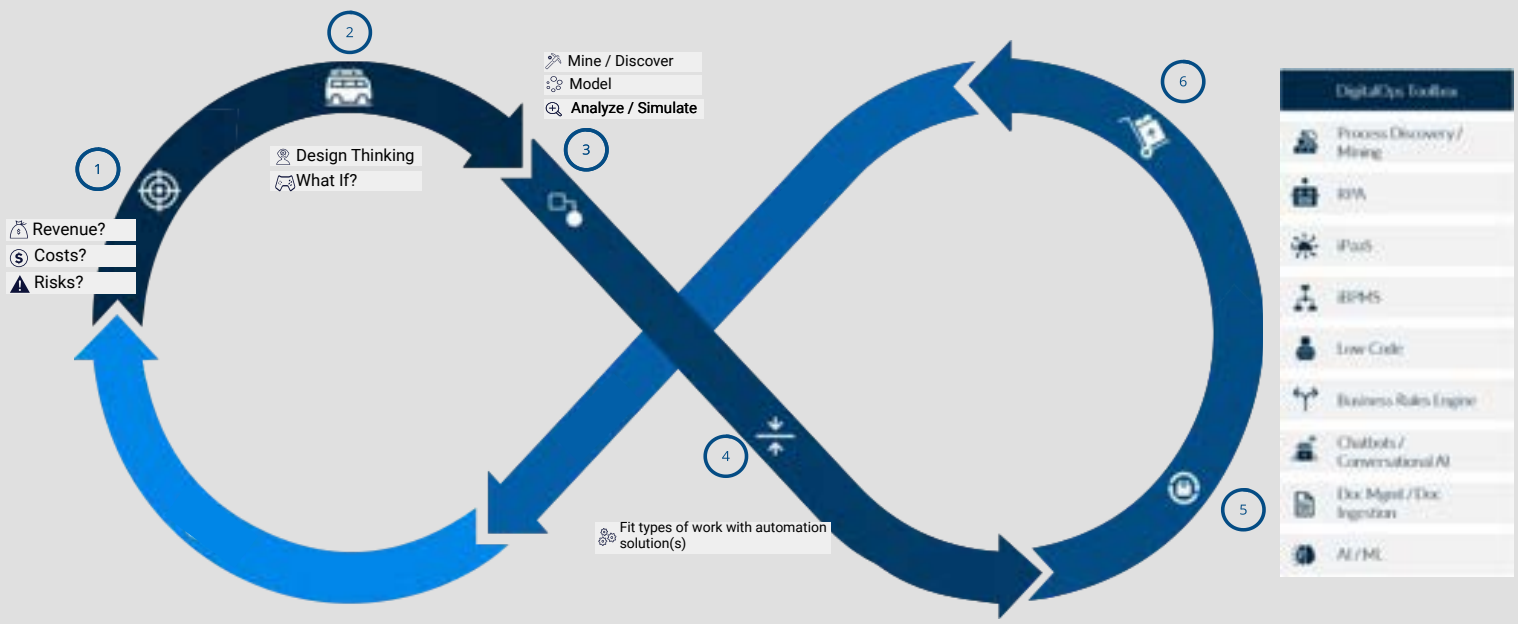 2
Mine / Discover
Model
Analyze / Simulate
6
DigitalOps Toolbox
1
3
Design Thinking
What If?
Process Discovery /
Mining
RPA
Revenue?
Costs?
Risks?
iPaaS
iBPMS
Low Code
Business Rules Engine
4
Chatbots /
Conversational AI
Fit types of work with automation
solution(s)
5
Doc Mgmt / Doc
Ingestion
AI / ML